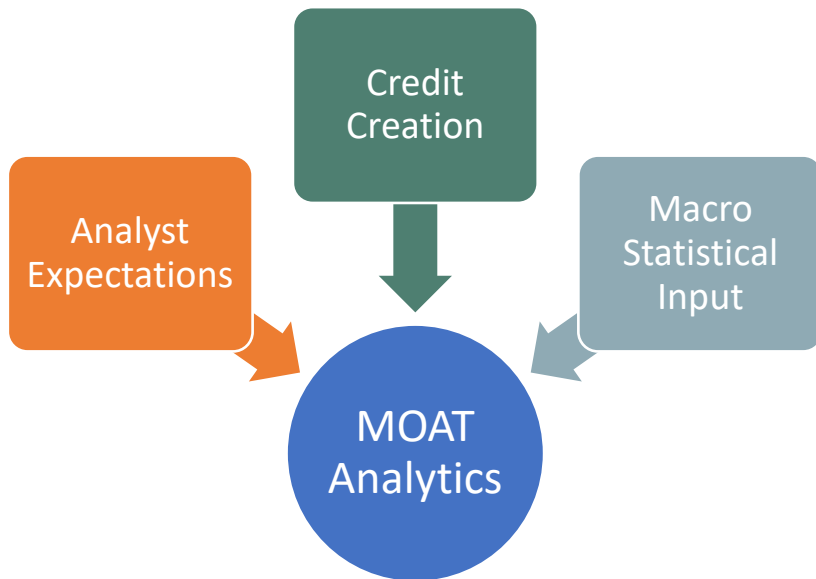 Credit
Creation
Analyst
Expectations
Macro
Statistical
Input
MOAT
Analytics